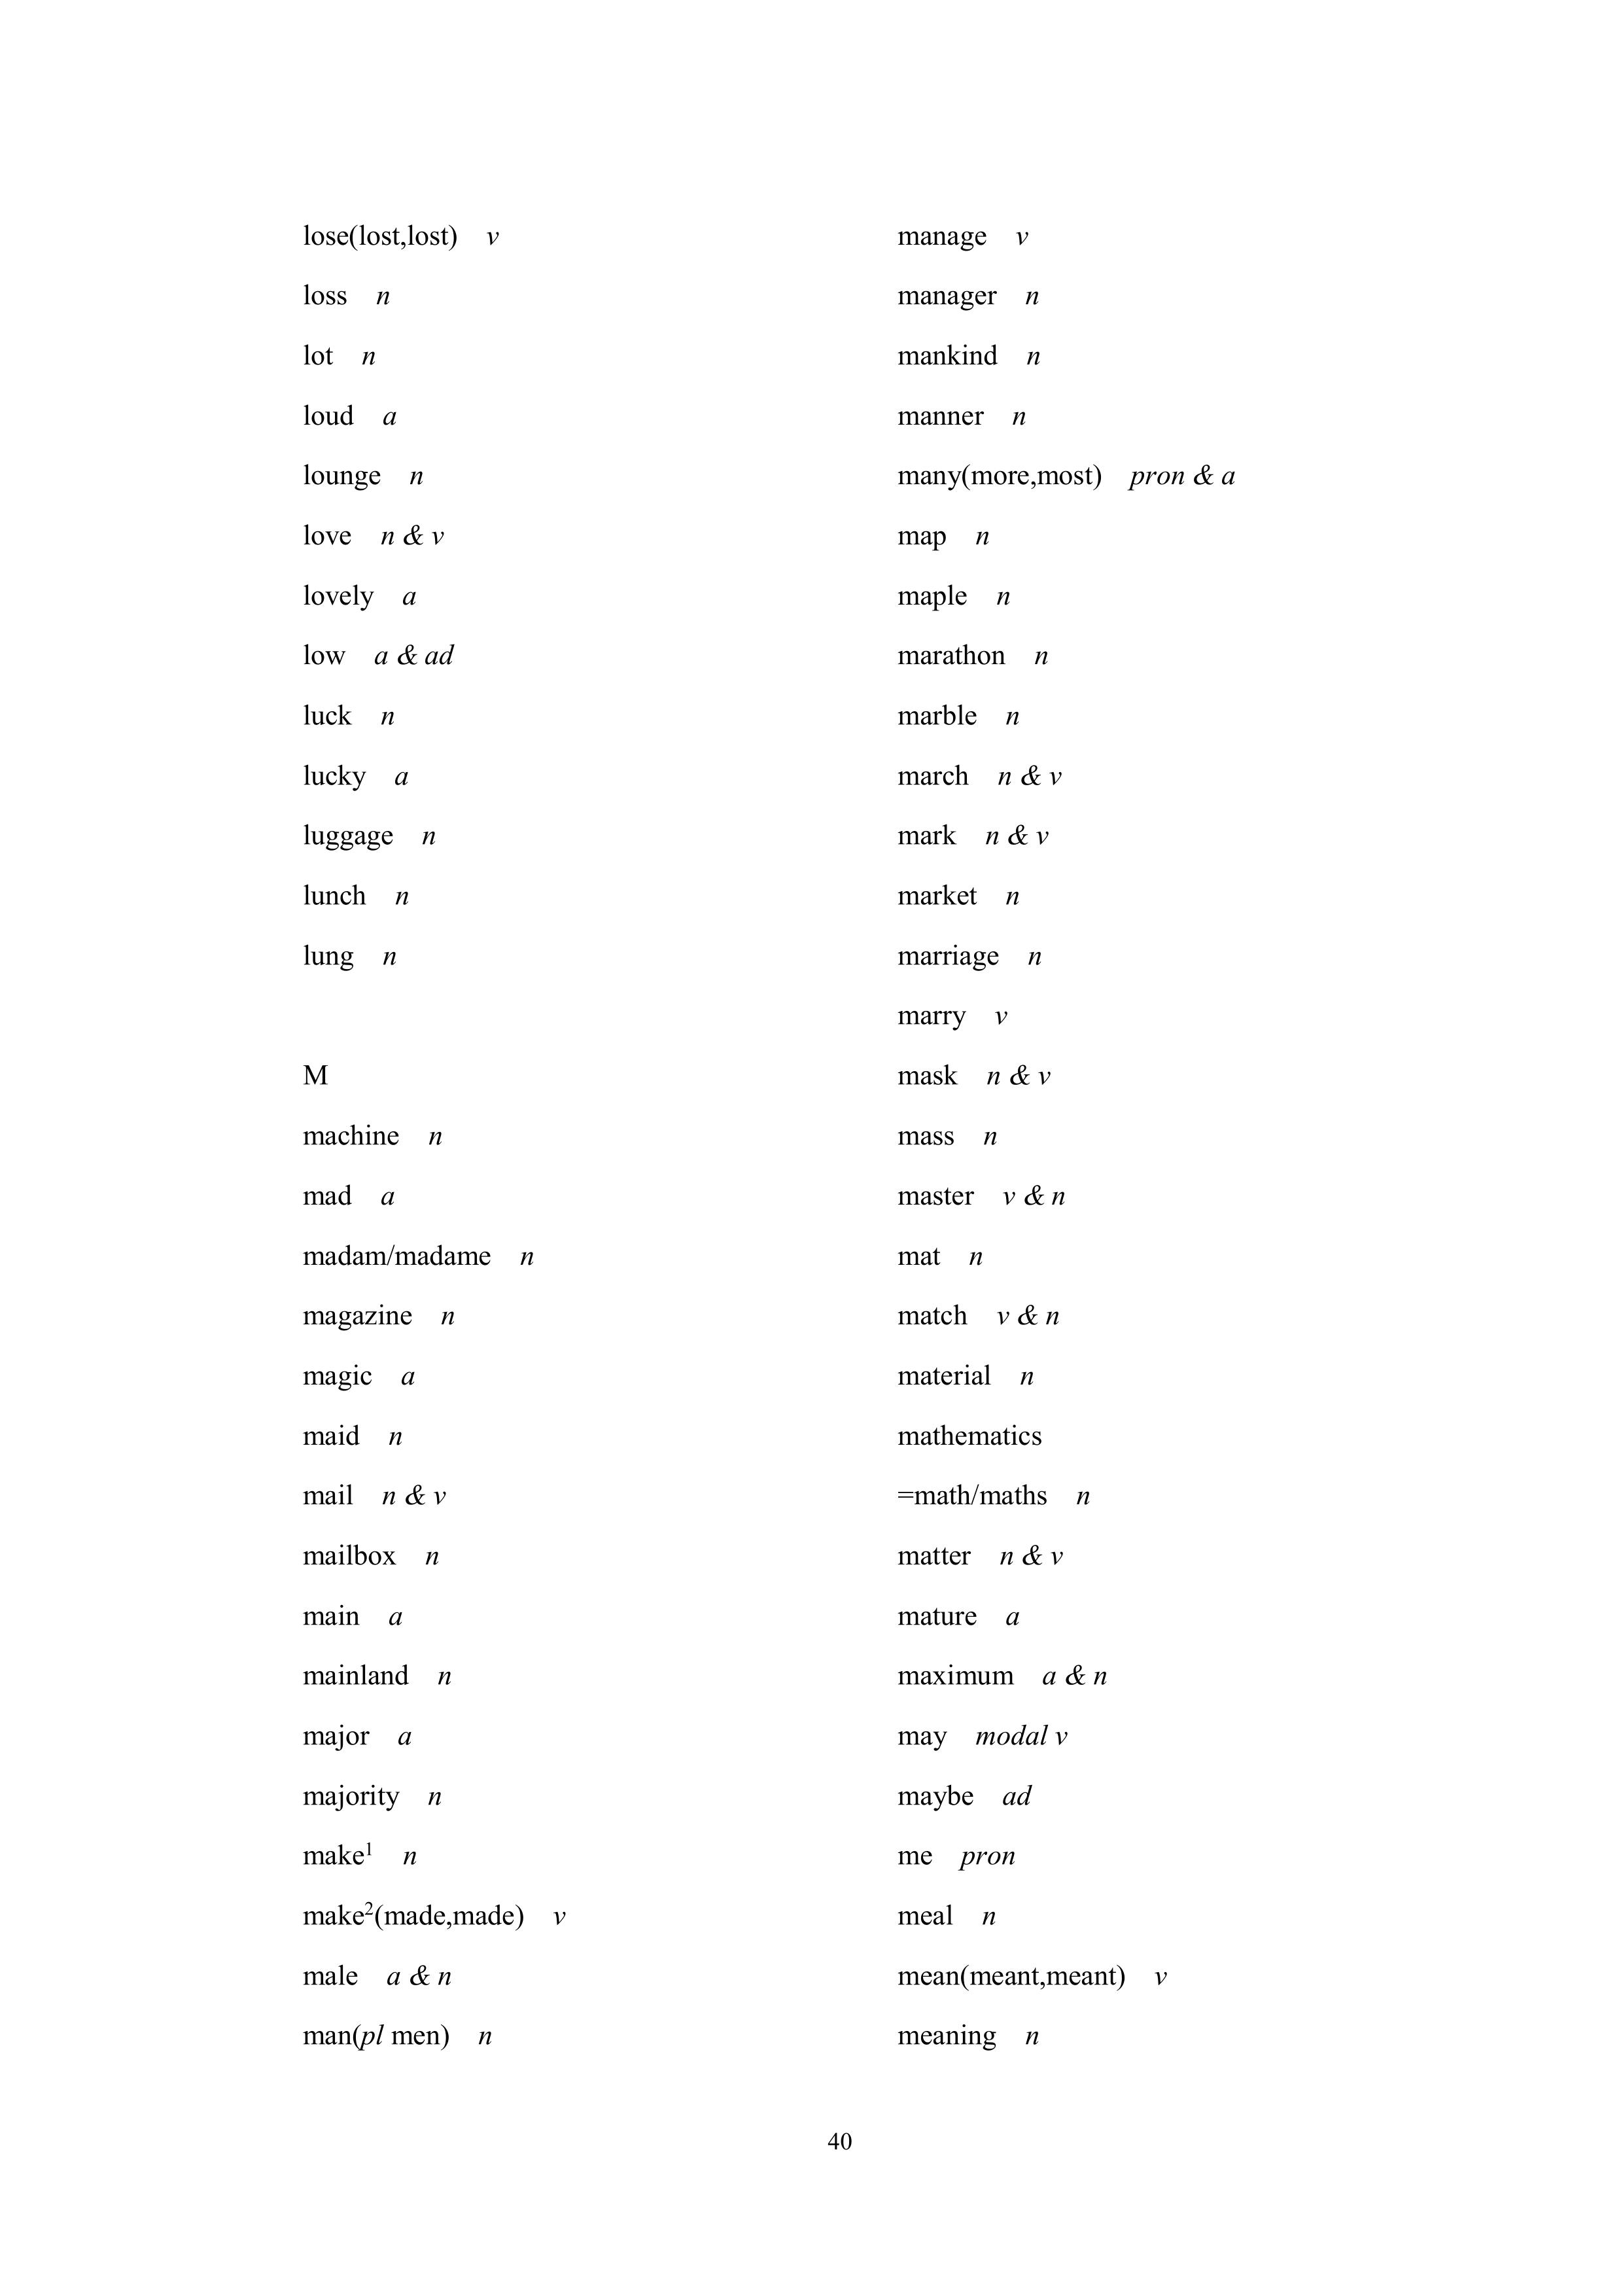 lose(lost,lost) v
loss n
lot n
loud a
lounge n
love n & v
lovely a
low a & ad
luck n
lucky a
luggage n
lunch n
lung n
M
machine n
mad a
madam/madame n
magazine n
magic a
maid n
mail n & v
mailbox n
main a
mainland n
major a
majority n
make¹ n
make²(made,made) v
male a & n
man(pl men) n
manage v
manager n
mankind n
manner n
many(more,most) pron & a
map n
maple n
marathon n
marble n
march n & v
mark n & v
market n
marriage n
marry v
mask n & v
mass n
master v & n
mat n
match v & n
material n
mathematics
=math/maths n
matter n & v
mature a
maximum a & n
may modal v
maybe ad
me pron
meal n
mean(meant,meant) v
meaning n
40